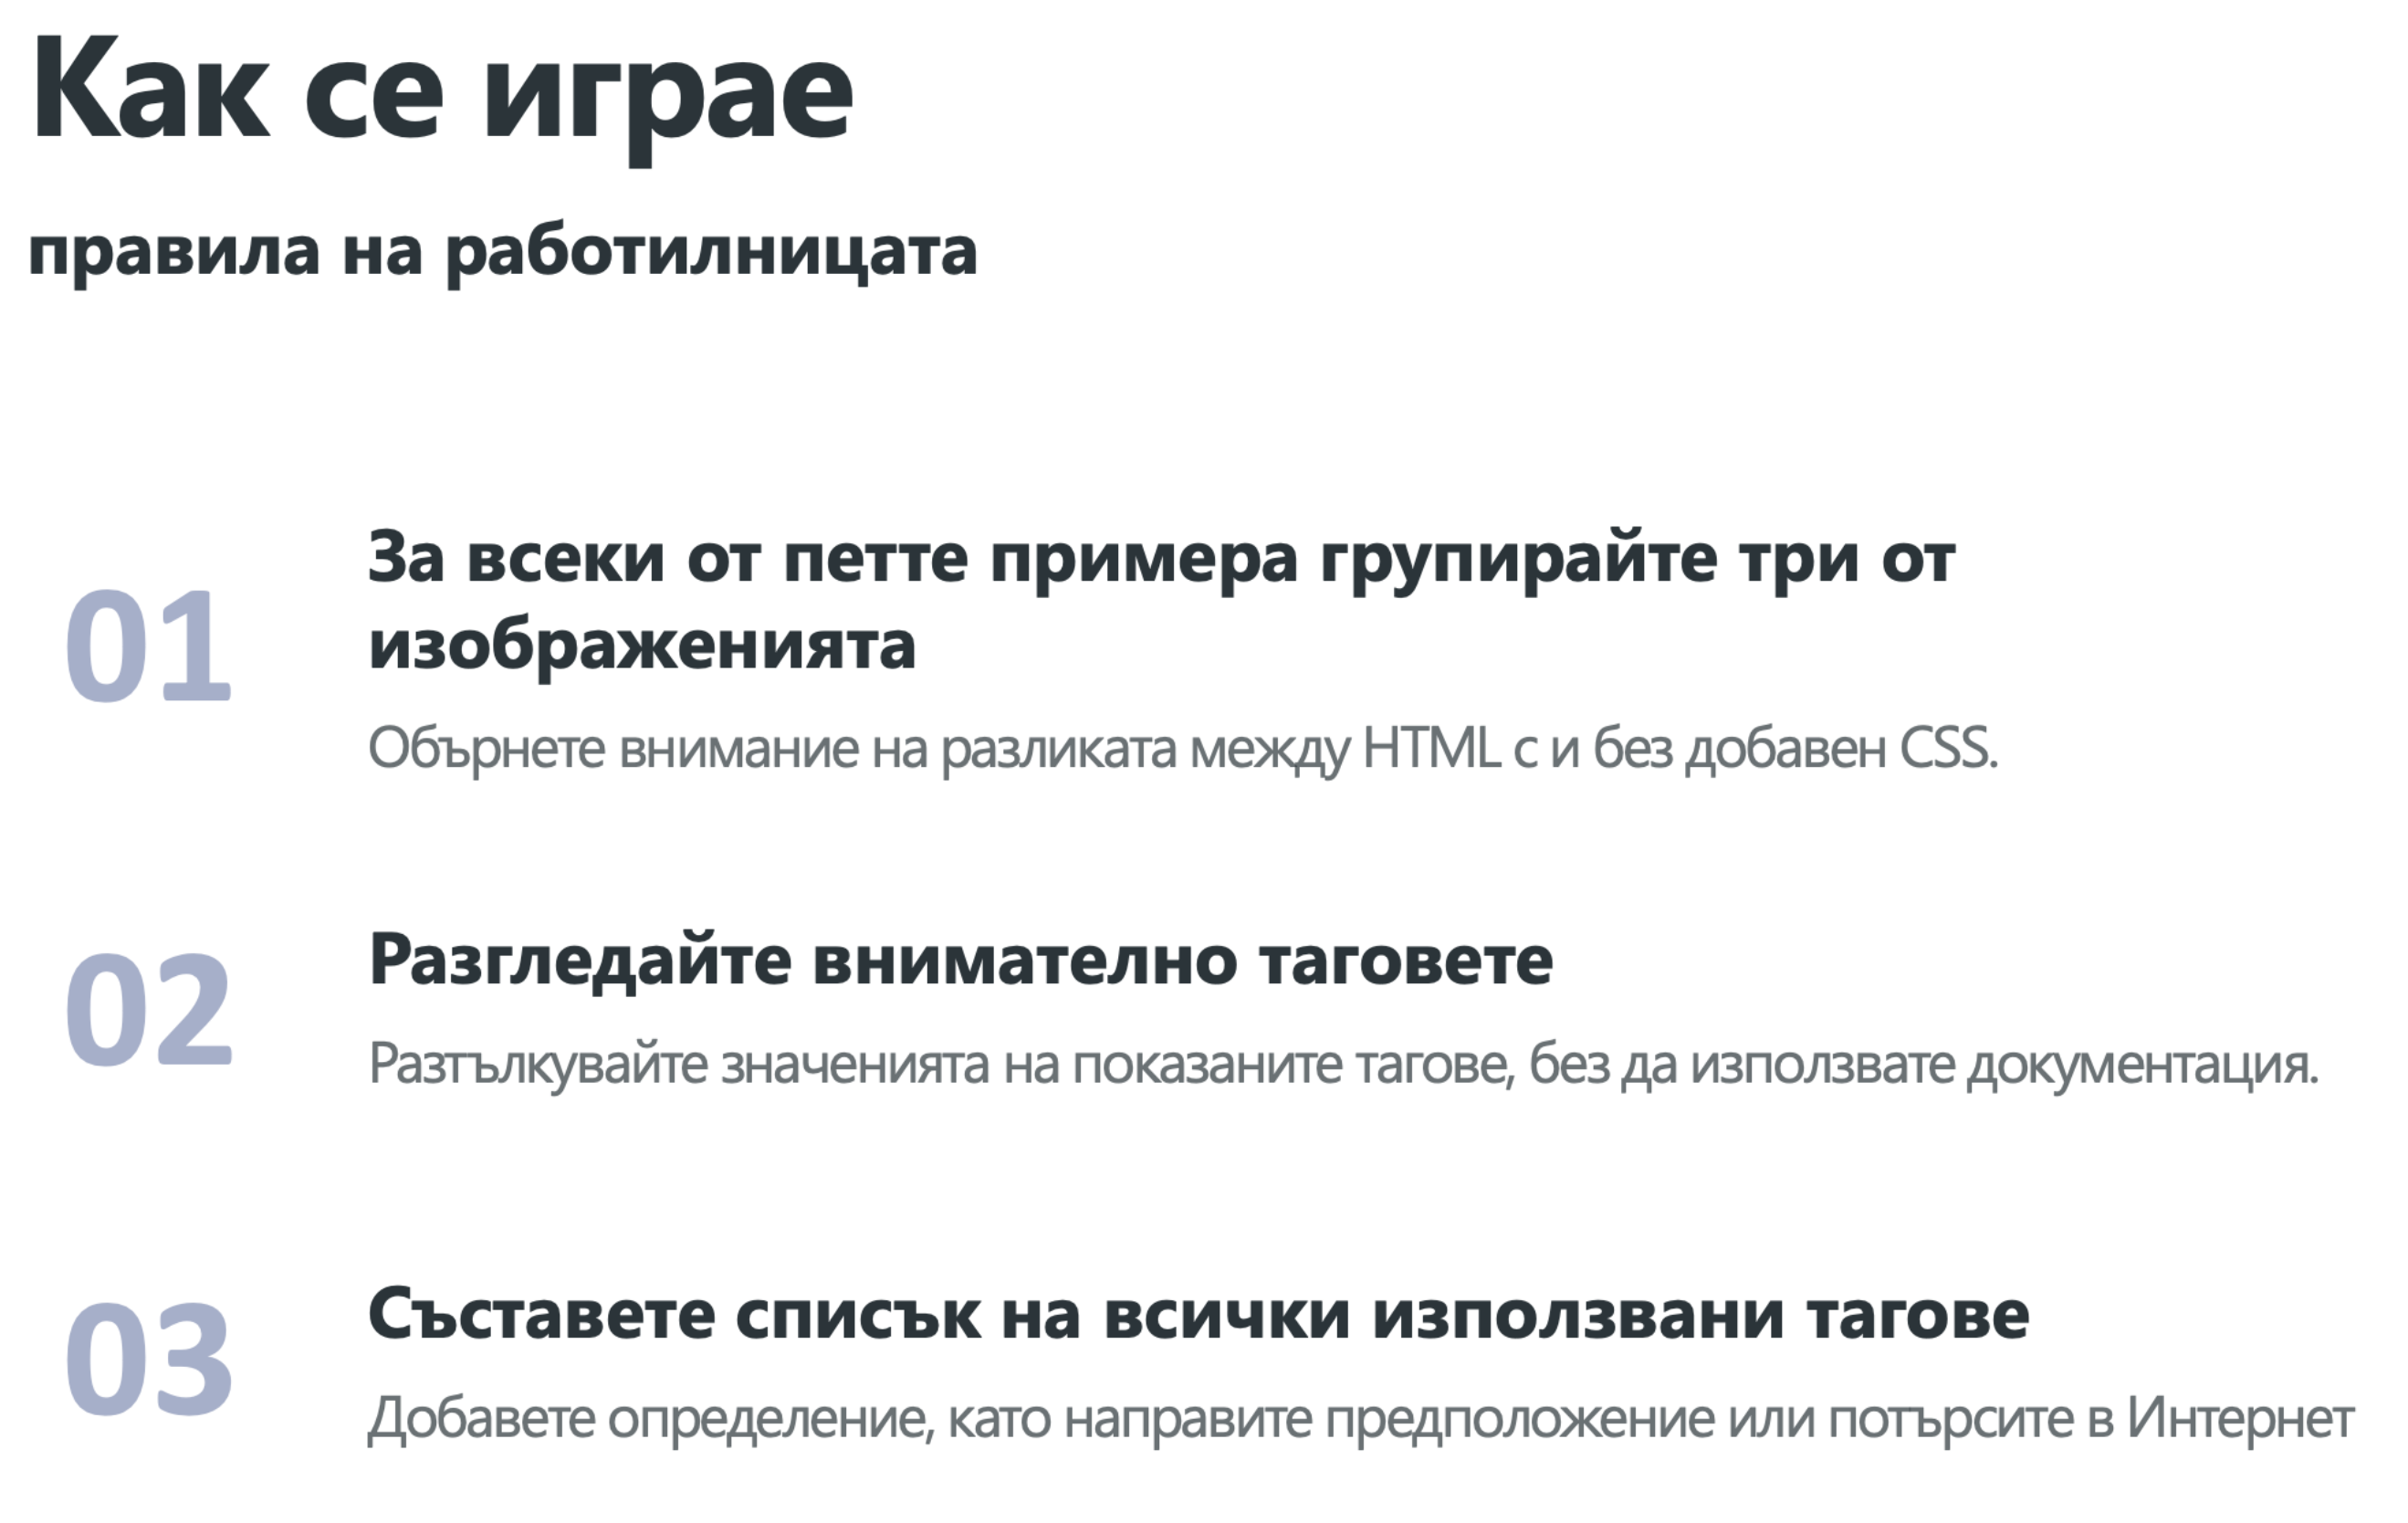 Как се играе
правила на работилницата
01
За всеки от петте примера групирайте три от
изображенията
Обърнете внимание на разликата между HTML с и без добавен CSS.
02
Разгледайте внимателно таговете
Разтълкувайте значенията на показаните тагове, без да използвате документация.
03
Съставете списък на всички използвани тагове
Добавете определение, като направите предположение или потърсите в Интернет